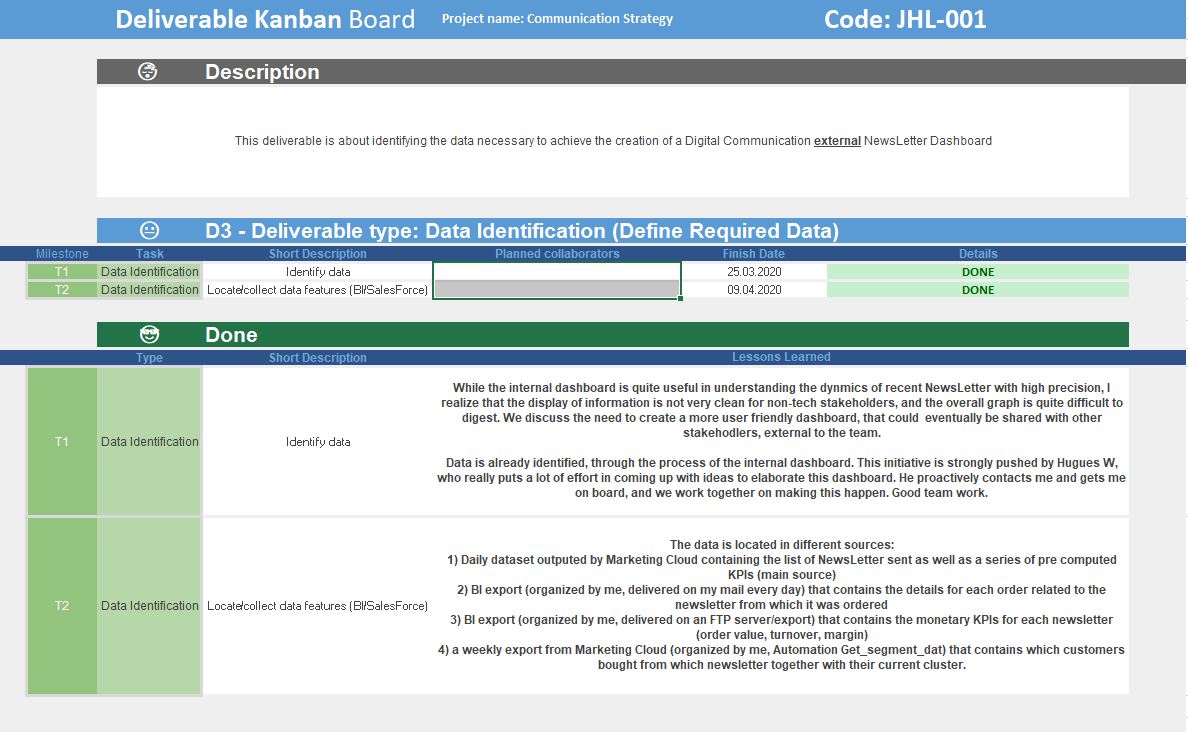 Deliverable Kanban Board Project name: Communication Strategy Code: JHL-001
Description
This deliverable is about identifying the data necessary to achieve the creation of a Digital Communication external NewsLetter Dashboard
D3 - Deliverable type: Data Identification (Define Required Data)
Milestone Task Short Description Planned collaborators Finish Date Details
T1 Data Identification Identify data 25.03.2020 DONE
T2 Data Identification Locate/collect data features (BI/SalesForce) 09.04.2020 DONE
Done
Type Short Description Lessons Learned
While the internal dashboard is quite useful in understanding the dynmics of recent NewsLetter with high precision, I
realize that the display of information is not very clean for non-tech stakeholders, and the overall graph is quite difficult to
digest. We discuss the need to create a more user friendly dashboard, that could eventually be shared with other
stakehodlers, external to the team.
T1 Data Identification Identify data
Data is already identified, through the process of the internal dashboard. This initiative is strongly pushed by Hugues W,
who really puts a lot of effort in coming up with ideas to elaborate this dashboard. He proactively contacts me and gets me
on board, and we work together on making this happen. Good team work.
The data is located in different sources:
1) Daily dataset outputed by Marketing Cloud containing the list of NewsLetter sent as well as a series of pre computed
KPIs (main source)
2) BI export (organized by me, delivered on my mail every day) that contains the details for each order related to the
newsletter from which it was ordered
T2 Data Identification Locate/collect data features (BI/SalesForce)
3) BI export (organized by me, delivered on an FTP server/export) that contains the monetary KPIs for each newsletter
(order value, turnover, margin)
4) a weekly export from Marketing Cloud (organized by me, Automation Get_segment_dat) that contains which customers
bought from which newsletter together with their current cluster.